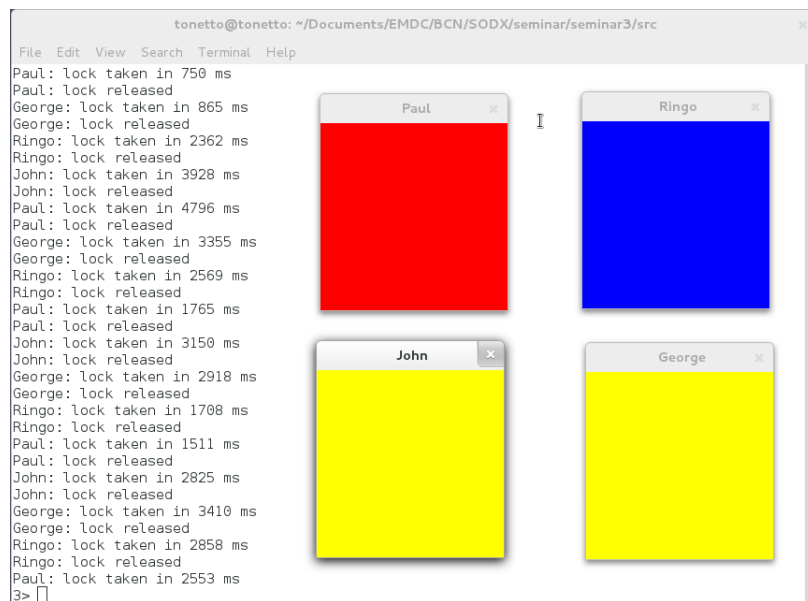 tonetto@tonetto: ~/Documents/EMDC/BCN/SODX/seminar/seminar3/src
File Edit View Search Terminal Help
Paul: lock taken in 750 ms
Paul: lock released
George: lock taken in 865 ms
George: lock released
Ringo: lock taken in 2362 ms
Ringo: lock released
John: lock taken in 3928 ms
John: lock released
Paul: lock taken in 4796 ms
Paul: lock released
George: lock taken in 3355 ms
George: lock released
Ringo: lock taken in 2569 ms
Ringo: lock released
Paul: lock taken in 1765 ms
Paul: lock released
John: lock taken in 3150 ms
John: lock released
George: lock taken in 2918 ms
George: lock released
Ringo: lock taken in 1708 ms
Ringo: lock released
Paul: lock taken in 1511 ms
Paul: lock released
John: lock taken in 2825 ms
John: lock released
George: lock taken in 3410 ms
George: lock released
Ringo: lock taken in 2858 ms
Ringo: lock released
Paul: lock taken in 2553 ms
3>
Paul
Ringo
John
George